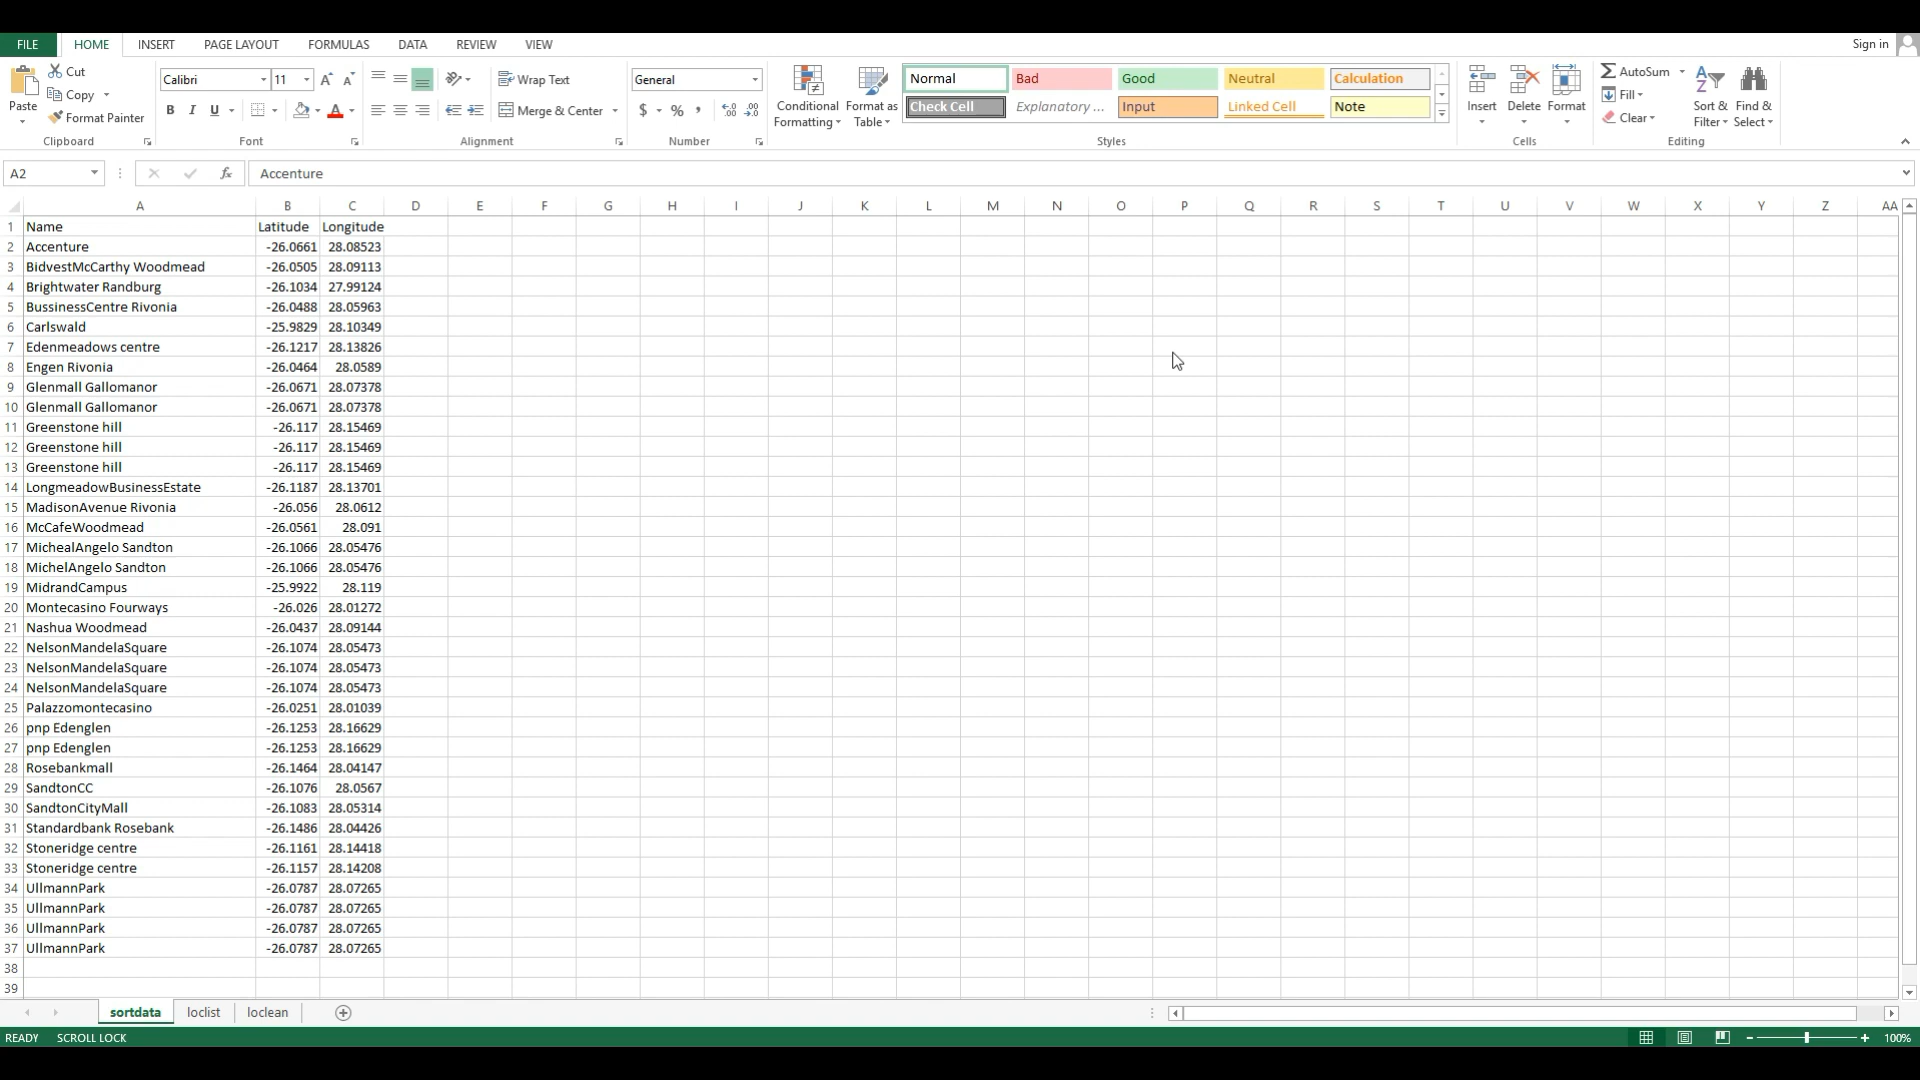 FILE HOME INSERT PAGE LAYOUT FORMULAS DATA REVIEW VIEW Sign in
Cut
Copy
Format Painter
Paste
Clipboard
Calibri 11
B I U
Font
Wrap Text
Merge & Center
Alignment
General
$ % ,
Number
Conditional Formatting
Format as Table
Normal Bad Good Neutral Calculation
Check Cell Explanatory ... Input Linked Cell Note
Styles
Insert Delete Format
Cells
AutoSum
Fill
Clear
Sort & Filter
Find & Select
Editing
A2 fx Accenture
A B C D E F G H I J K L M N O P Q R S T U V W X Y Z AA
1 Name Latitude Longitude
2 Accenture -26.0661 28.08523
3 BidvestMcCarthy Woodmead -26.0505 28.09113
4 Brightwater Randburg -26.1034 27.99124
5 BussinessCentre Rivonia -26.0488 28.05963
6 Carlswald -25.9829 28.10349
7 Edenmeadows centre -26.1217 28.13826
8 Engen Rivonia -26.0464 28.0589
9 Glenmall Gallomanor -26.0671 28.07378
10 Glenmall Gallomanor -26.0671 28.07378
11 Greenstone hill -26.117 28.15469
12 Greenstone hill -26.117 28.15469
13 Greenstone hill -26.117 28.15469
14 LongmeadowBusinessEstate -26.1187 28.13701
15 MadisonAvenue Rivonia -26.056 28.0612
16 McCafeWoodmead -26.0561 28.091
17 MichealAngelo Sandton -26.1066 28.05476
18 MichelAngelo Sandton -26.1066 28.05476
19 MidrandCampus -25.9922 28.119
20 Montecasino Fourways -26.026 28.01272
21 Nashua Woodmead -26.0437 28.09144
22 NelsonMandelaSquare -26.1074 28.05473
23 NelsonMandelaSquare -26.1074 28.05473
24 NelsonMandelaSquare -26.1074 28.05473
25 Palazzomontecasino -26.0251 28.01039
26 pnp Edenglen -26.1253 28.16629
27 pnp Edenglen -26.1253 28.16629
28 Rosebankmall -26.1464 28.04147
29 SandtonCC -26.1076 28.0567
30 SandtonCityMall -26.1083 28.05314
31 Standardbank Rosebank -26.1486 28.04426
32 Stoneridge centre -26.1161 28.14418
33 Stoneridge centre -26.1157 28.14208
34 UllmannPark -26.0787 28.07265
35 UllmannPark -26.0787 28.07265
36 UllmannPark -26.0787 28.07265
37 UllmannPark -26.0787 28.07265
38
39
sortdata loclist loclean
READY SCROLL LOCK 100%